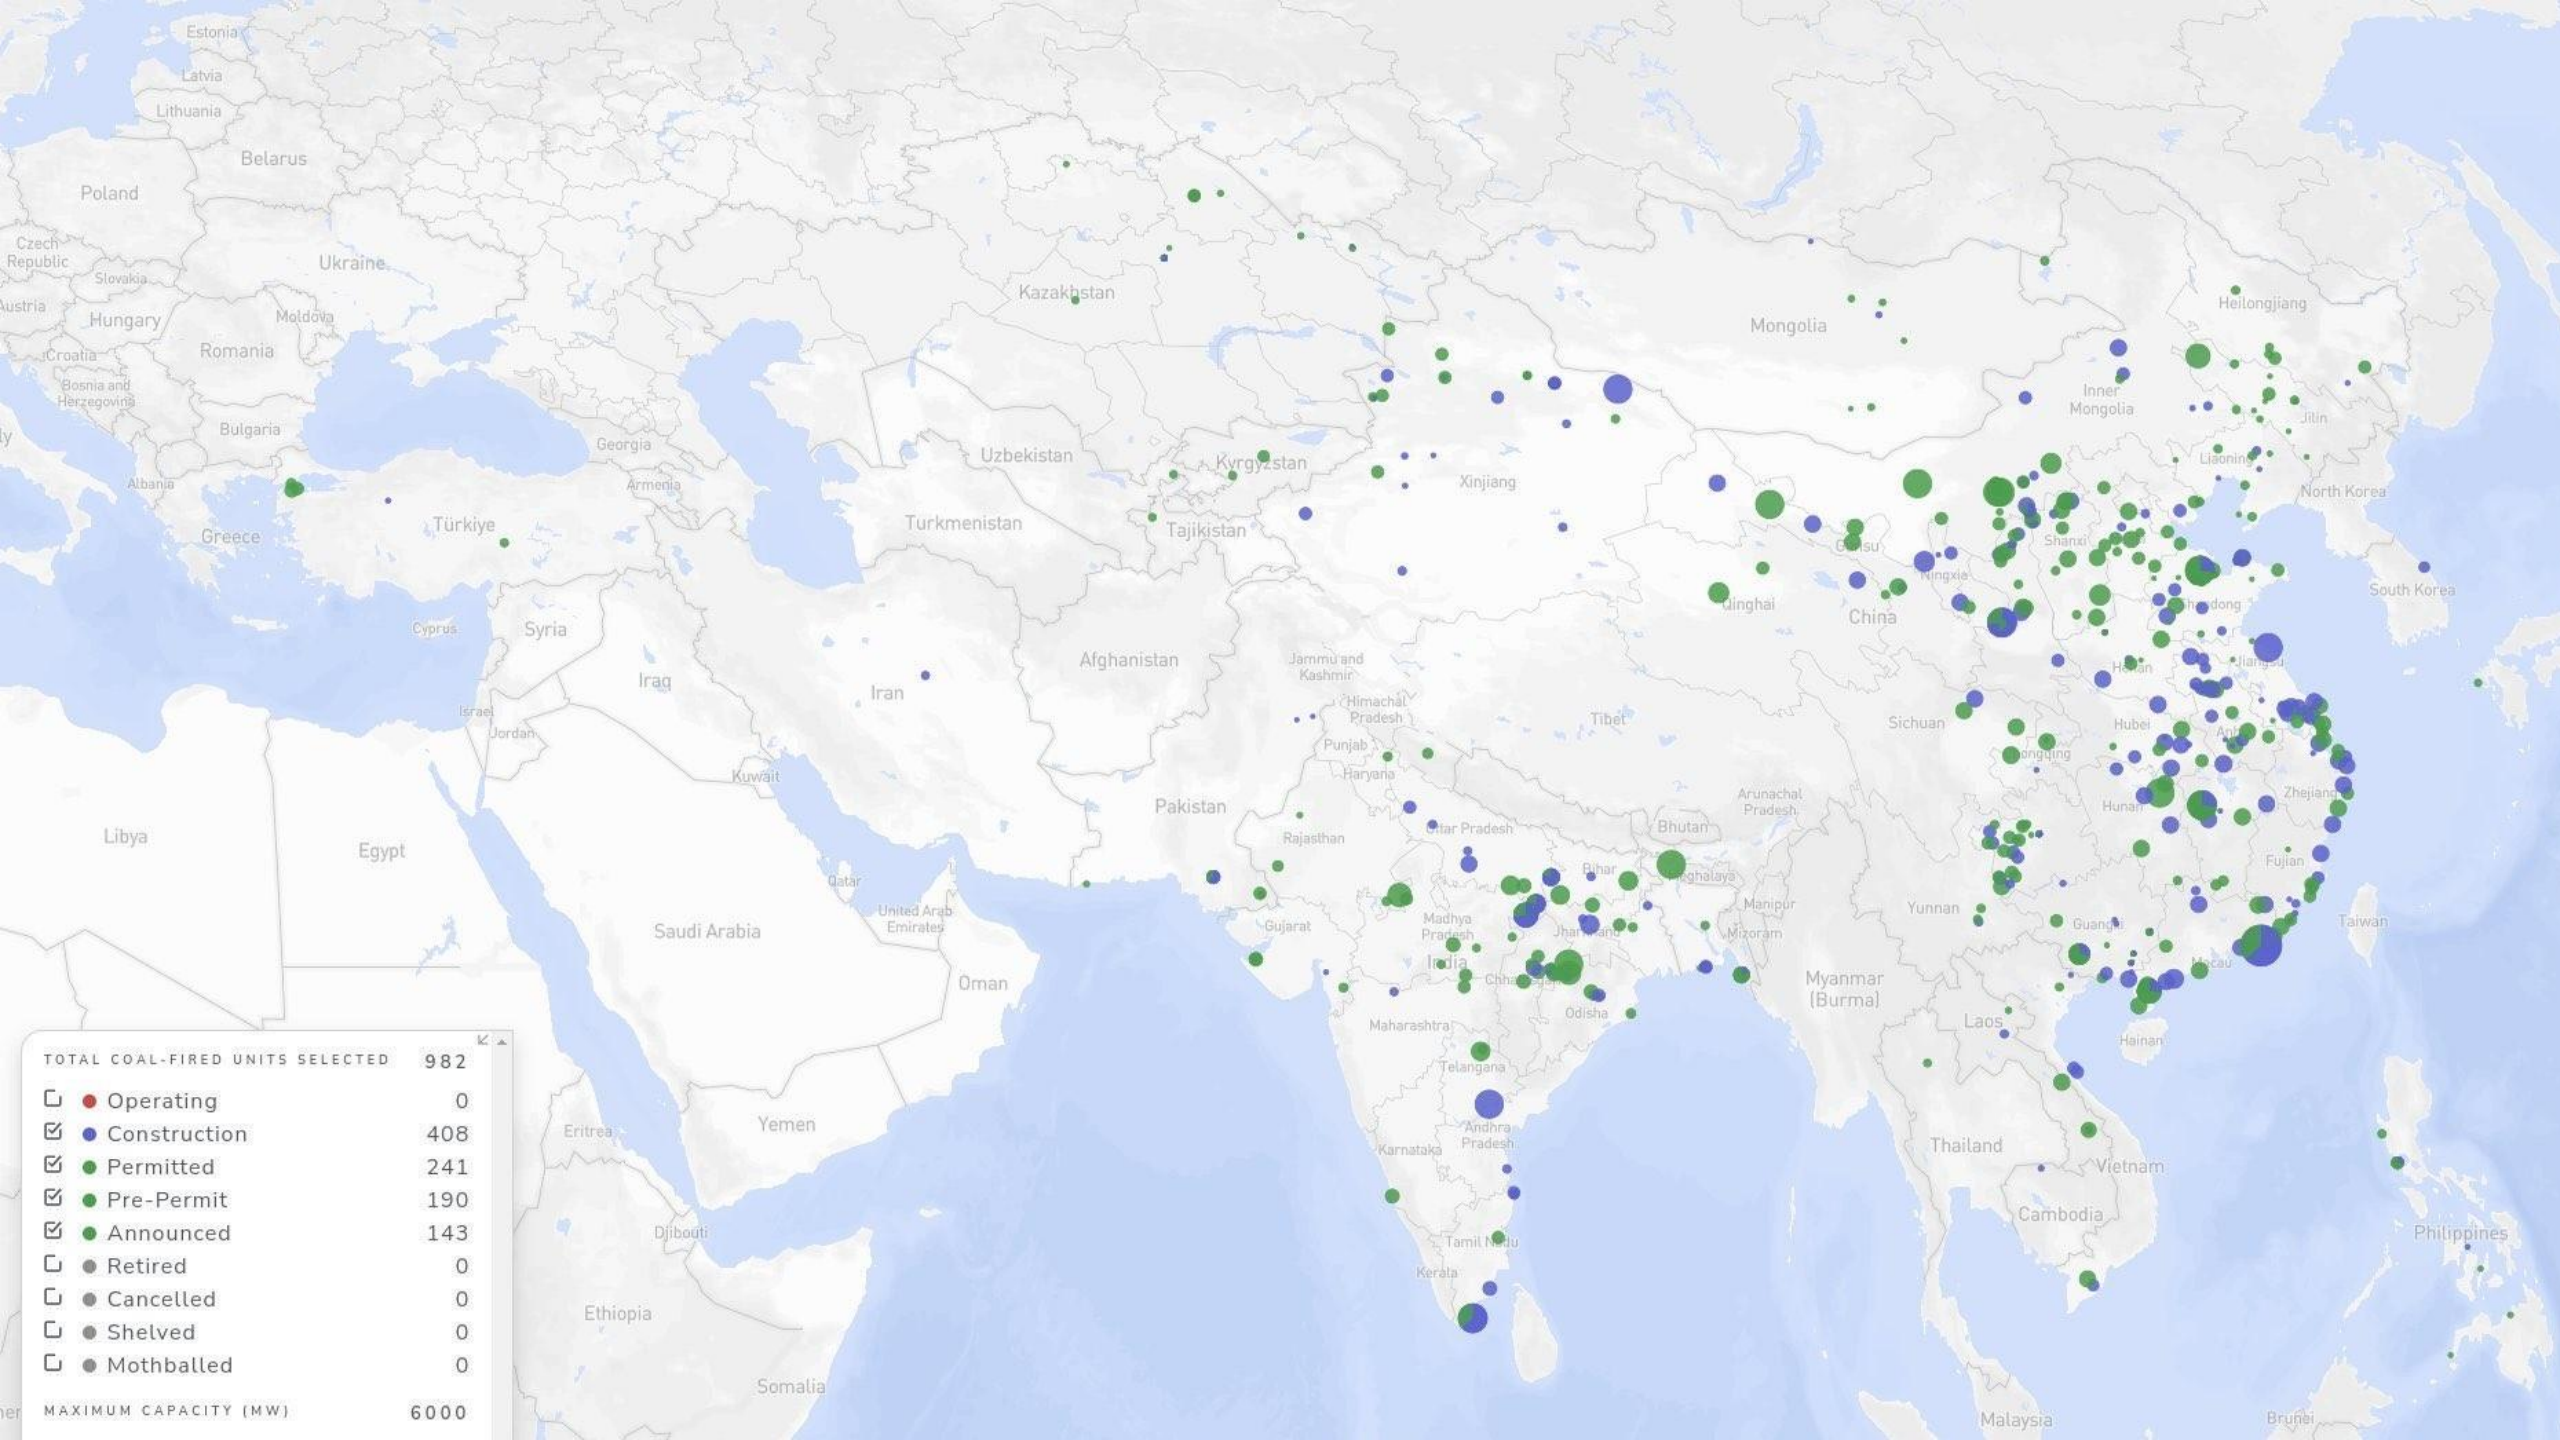 Estonia
Latvia
Lithuania
Belarus
Poland
Czech
Republic
Ukraine
Slovakia
Austria
Hungary
Moldova
Romania
Croatia
Bosnia and
Herzegovina
Bulgaria
Georgia
Albania
Armenia
Greece
Türkiye
Cyprus
Syria
Iraq
Israel
Jordan
Kuwait
Iran
Libya
Egypt
Qatar
United Arab
Emirates
Saudi Arabia
Oman
Yemen
Eritrea
Djibouti
Ethiopia
Somalia
Kazakhstan
Uzbekistan
Kyrgyzstan
Turkmenistan
Tajikistan
Afghanistan
Pakistan
Mongolia
Heilongjiang
Inner
Mongolia
Jilin
Liaoning
North Korea
South Korea
Xinjiang
Gansu
Ningxia
Shanxi
Shandong
Qinghai
China
Henan
Jiangsu
Tibet
Sichuan
Hubei
Anhui
Chongqing
Hunan
Zhejiang
Fujian
Yunnan
Guangxi
Macau
Taiwan
Hainan
Jammu and
Kashmir
Himachal
Pradesh
Punjab
Haryana
Rajasthan
Uttar Pradesh
Bhutan
Arunachal
Pradesh
Bihar
Meghalaya
Manipur
Mizoram
Gujarat
Madhya
Pradesh
Jharkhand
India
Chhattisgarh
Odisha
Maharashtra
Telangana
Andhra
Pradesh
Karnataka
Tamil Nadu
Kerala
Myanmar
(Burma)
Laos
Thailand
Vietnam
Cambodia
Philippines
Malaysia
Brunei
TOTAL COAL-FIRED UNITS SELECTED 982
Operating 0
Construction 408
Permitted 241
Pre-Permit 190
Announced 143
Retired 0
Cancelled 0
Shelved 0
Mothballed 0
MAXIMUM CAPACITY (MW) 6000